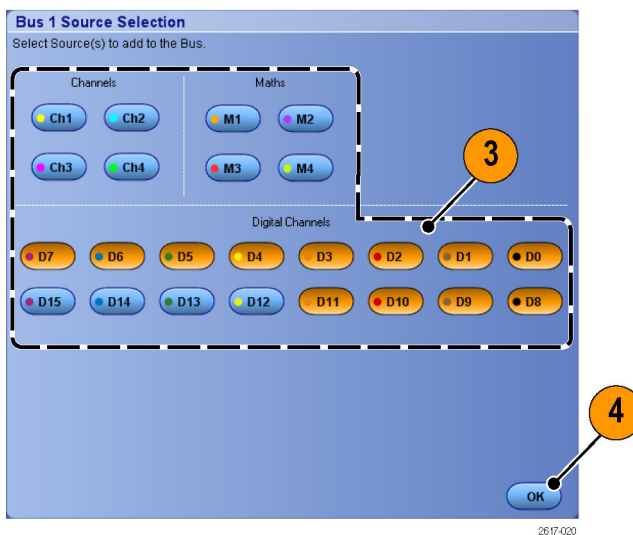 Bus 1 Source Selection
Select Source(s) to add to the Bus.
Channels Maths
Ch1 Ch2 M1 M2
Ch3 Ch4 M3 M4
3
Digital Channels
D7 D6 D5 D4 D3 D2 D1 D0
D15 D14 D13 D12 D11 D10 D9 D8
4
OK
2617-020